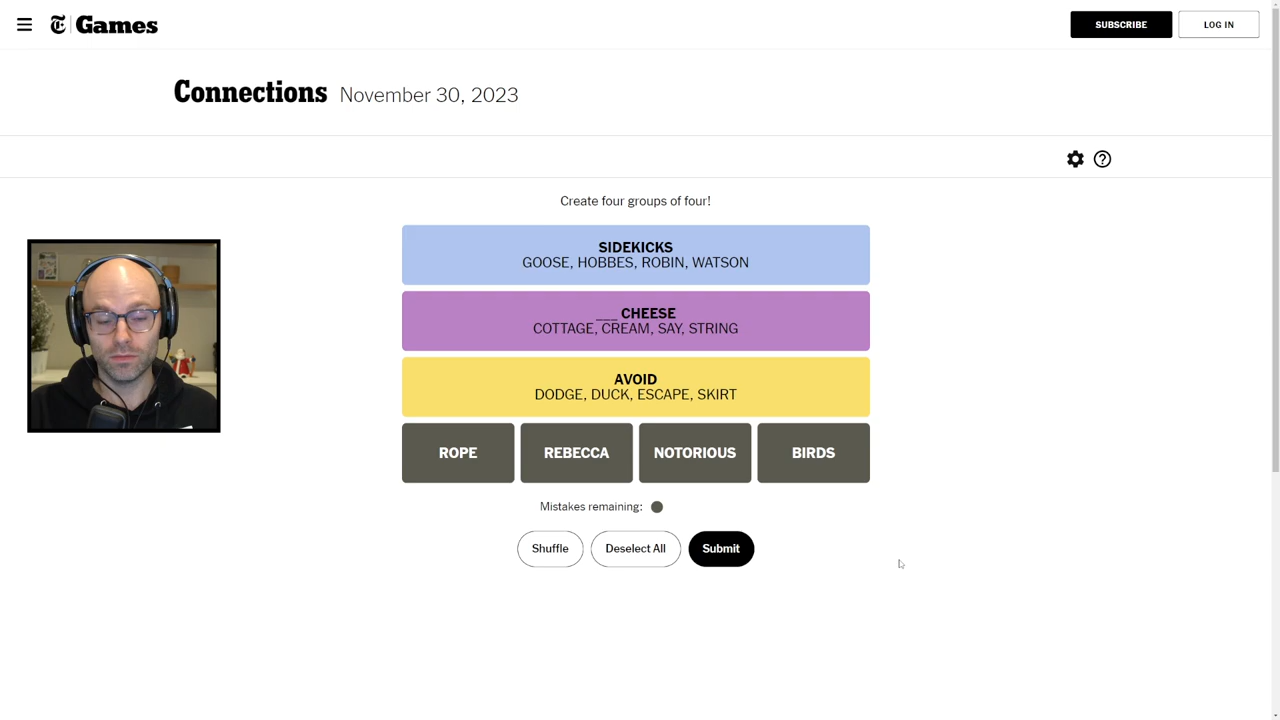 Games
SUBSCRIBE
LOG IN
Connections November 30, 2023
Create four groups of four!
SIDEKICKS
GOOSE, HOBBES, ROBIN, WATSON
___ CHEESE
COTTAGE, CREAM, SAY, STRING
AVOID
DODGE, DUCK, ESCAPE, SKIRT
ROPE REBECCA NOTORIOUS BIRDS
Mistakes remaining:
Shuffle Deselect All Submit